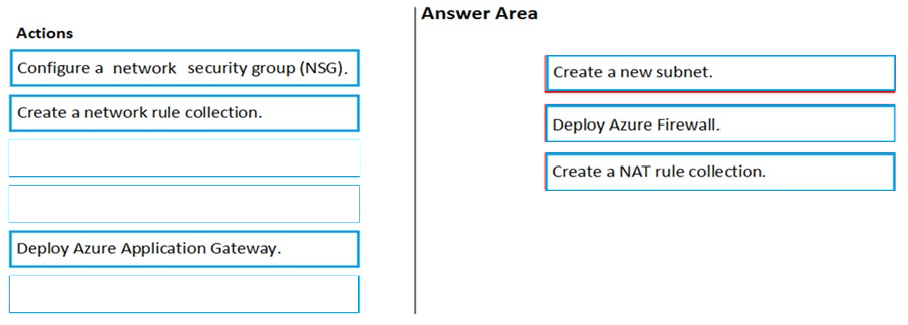 Answer Area
Actions
Configure a network security group (NSG).
Create a network rule collection.
Deploy Azure Application Gateway.
Create a new subnet.
Deploy Azure Firewall.
Create a NAT rule collection.